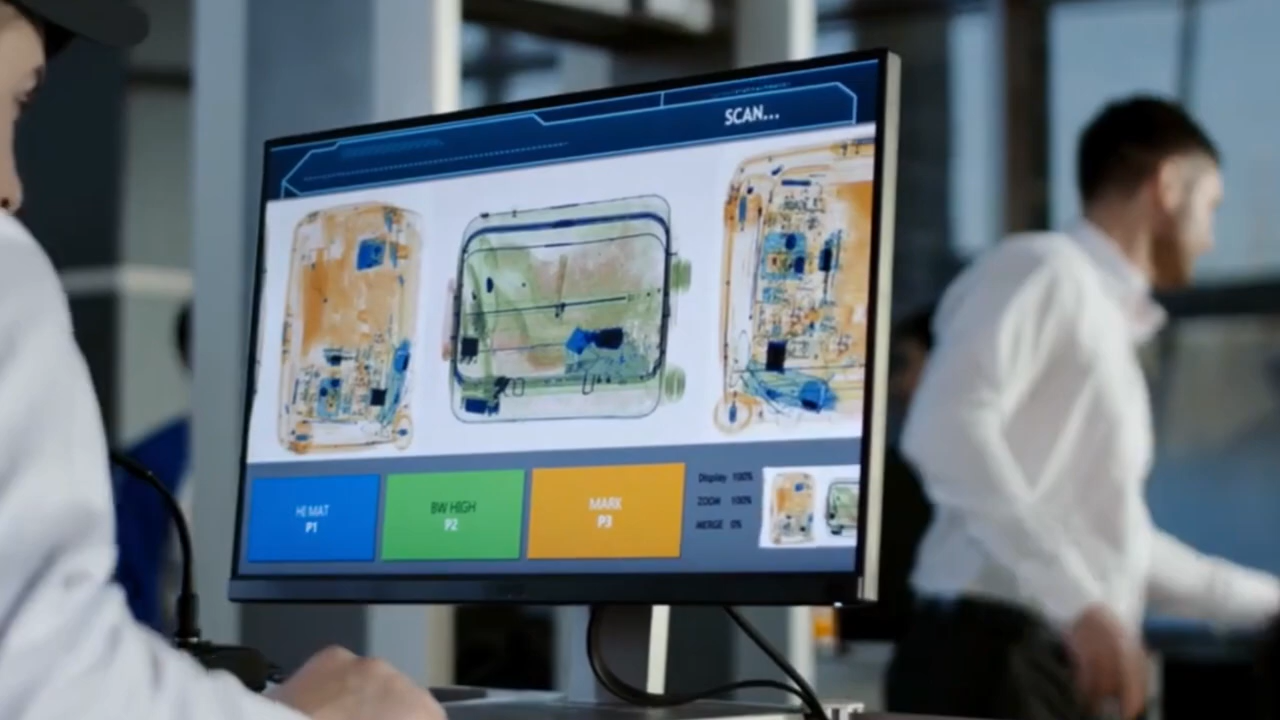 SCAN...
HI MAT
P1
BW HIGH
P2
MARK
P3
Display 100%
ZOOM 100%
MERGE 0%